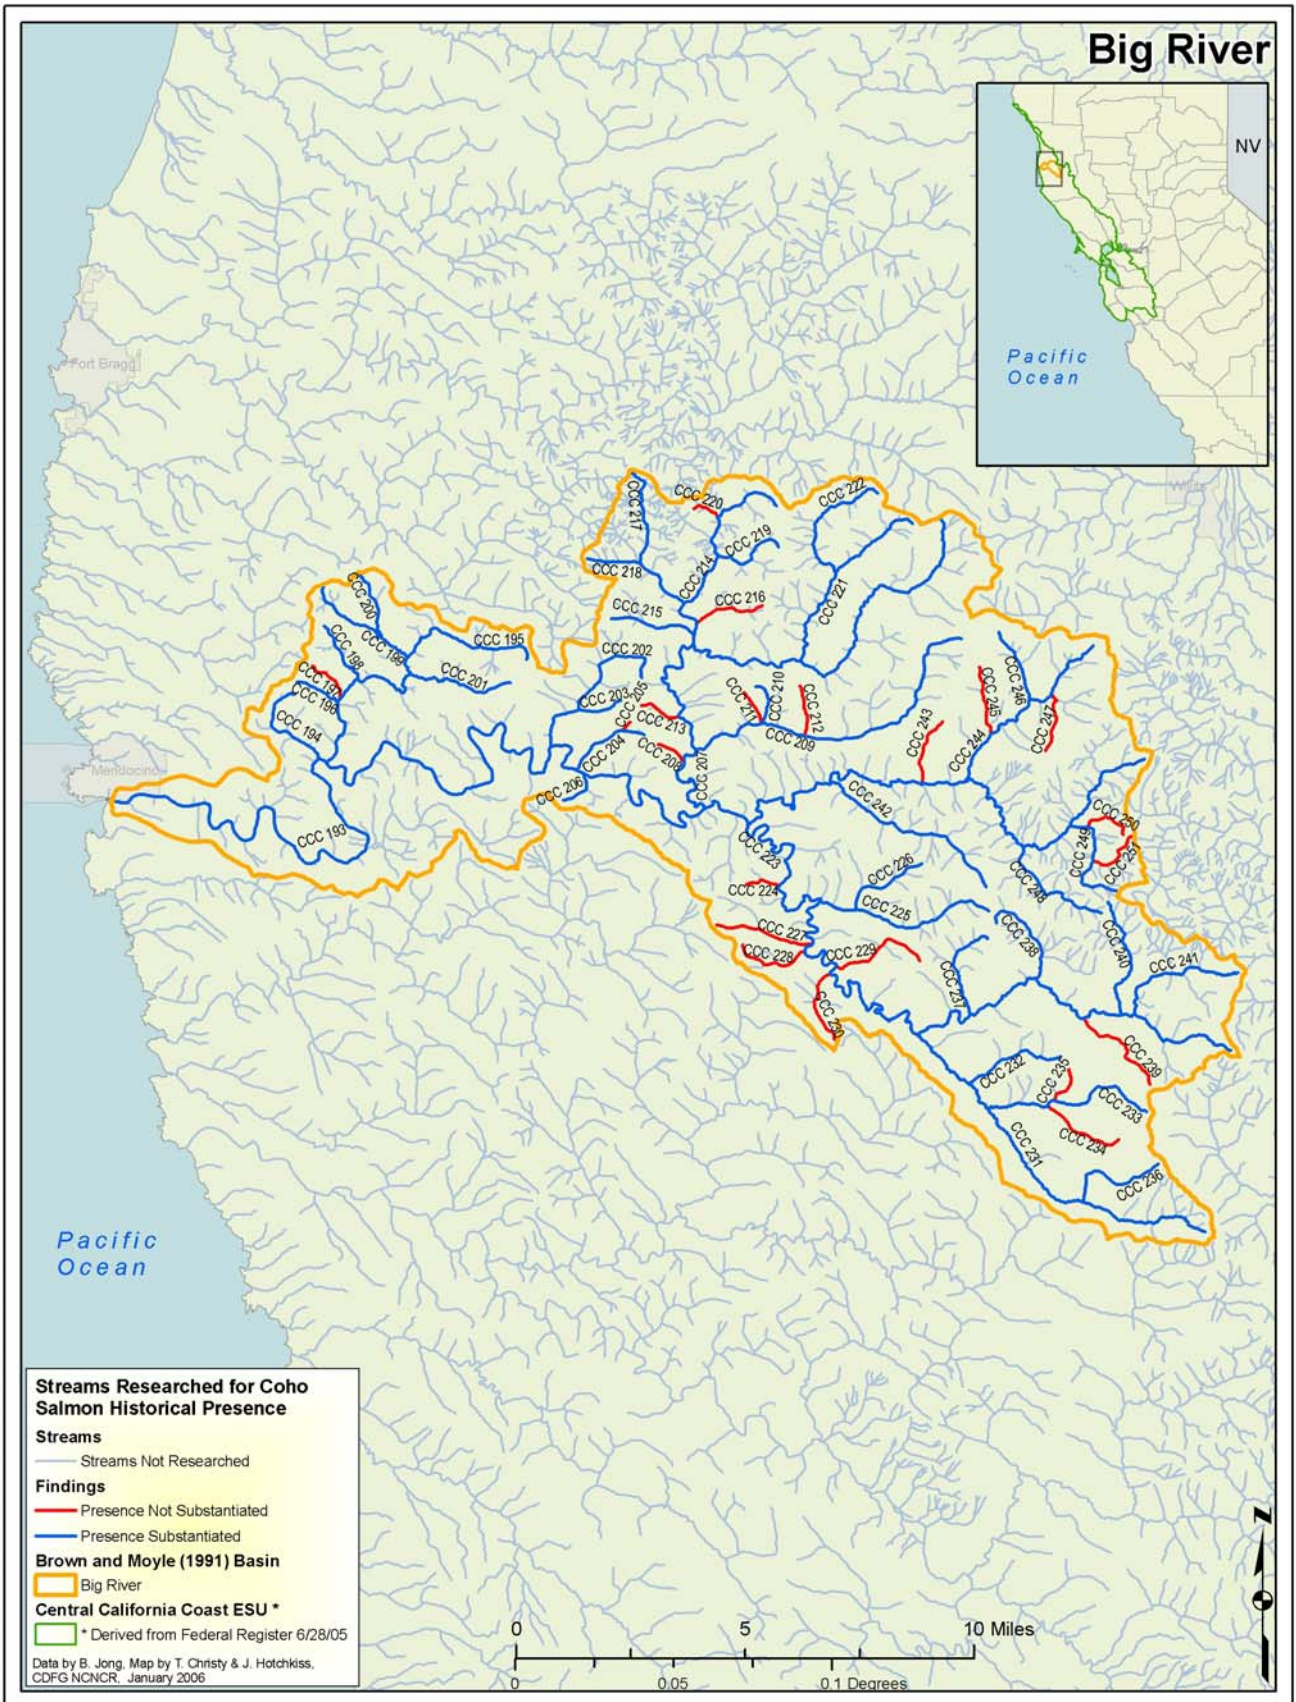 Big River
NV
Pacific
Ocean
Fort Bragg
Mendocino
CCC 217
CCC 220
CCC 222
CCC 219
CCC 218
CCC 214
CCC 221
CCC 216
CCC 215
CCC 200
CCC 195
CCC 199
CCC 198
CCC 202
CCC 201
CCC 197
CCC 196
CCC 194
CCC 203
CCC 205
CCC 213
CCC 211
CCC 210
CCC 212
CCC 209
CCC 243
CCC 245
CCC 246
CCC 247
CCC 244
CCC 204
CCC 208
CCC 207
CCC 206
CCC 242
CCC 193
CCC 223
CCC 224
CCC 226
CCC 225
CCC 250
CCC 249
CCC 251
CCC 248
CCC 227
CCC 228
CCC 229
CCC 238
CCC 240
CCC 241
CCC 237
CCC 230
CCC 239
CCC 232
CCC 235
CCC 233
CCC 234
CCC 231
CCC 236
Pacific
Ocean
Streams Researched for Coho
Salmon Historical Presence
Streams
Streams Not Researched
Findings
Presence Not Substantiated
Presence Substantiated
Brown and Moyle (1991) Basin
Big River
Central California Coast ESU *
* Derived from Federal Register 6/28/05
Data by B. Jong, Map by T. Christy & J. Hotchkiss,
CDFG NCNCR, January 2006
0 5 10 Miles
0 0.05 0.1 Degrees
N